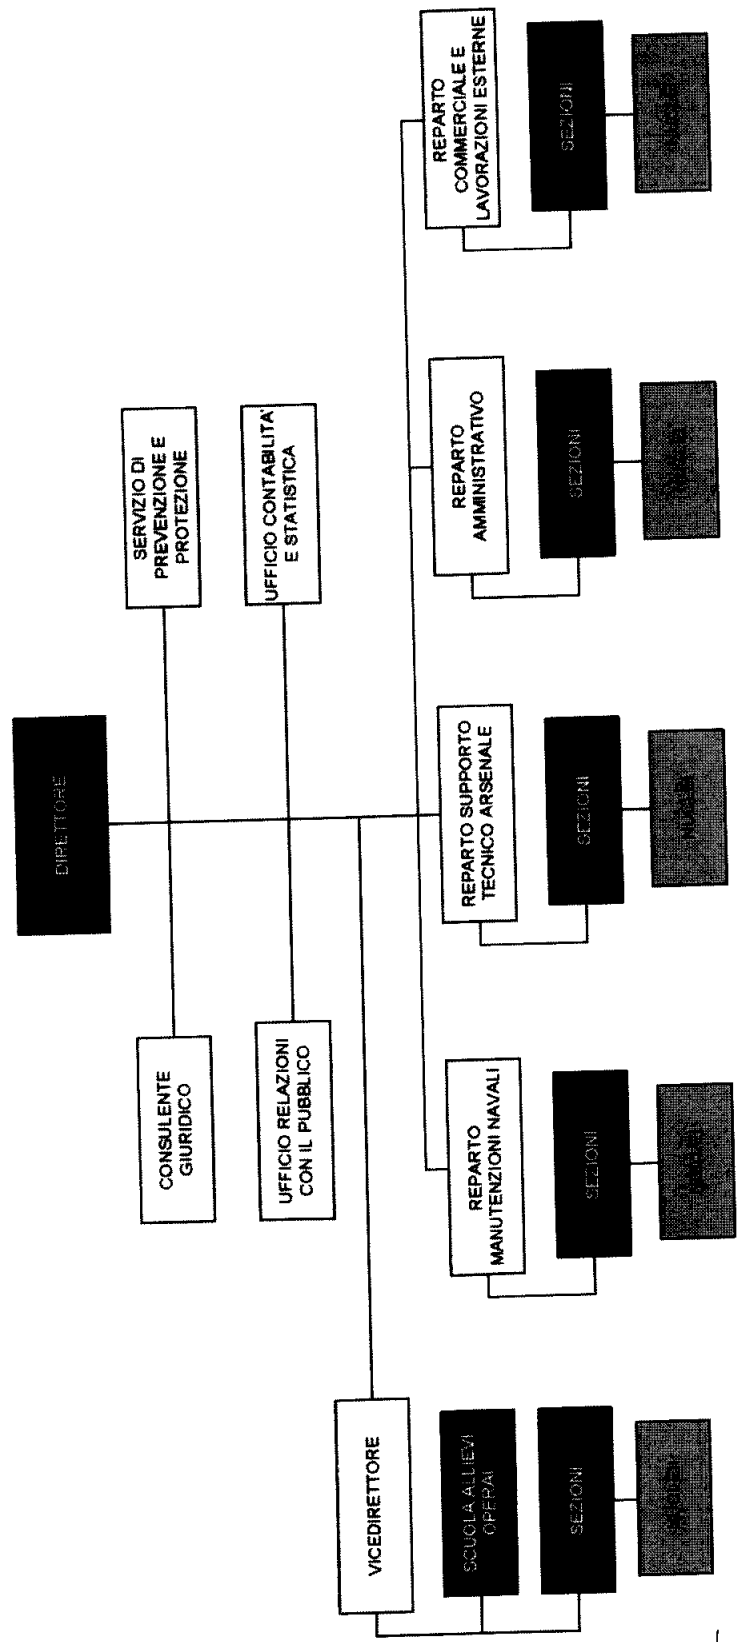 DIRETTORE
CONSULENTE
GIURIDICO
SERVIZIO DI
PREVENZIONE E
PROTEZIONE
UFFICIO RELAZIONI
CON IL PUBBLICO
UFFICIO CONTABILITA'
E STATISTICA
VICEDIRETTORE
SCUOLA ALLIEVI
OPERAI
SEZIONI
REPARTO
MANUTENZIONI NAVALI
SEZIONI
REPARTO SUPPORTO
TECNICO ARSENALE
SEZIONI
NUCLEI
REPARTO
AMMINISTRATIVO
SEZIONI
REPARTO
COMMERCIALE E
LAVORAZIONI ESTERNE
SEZIONI